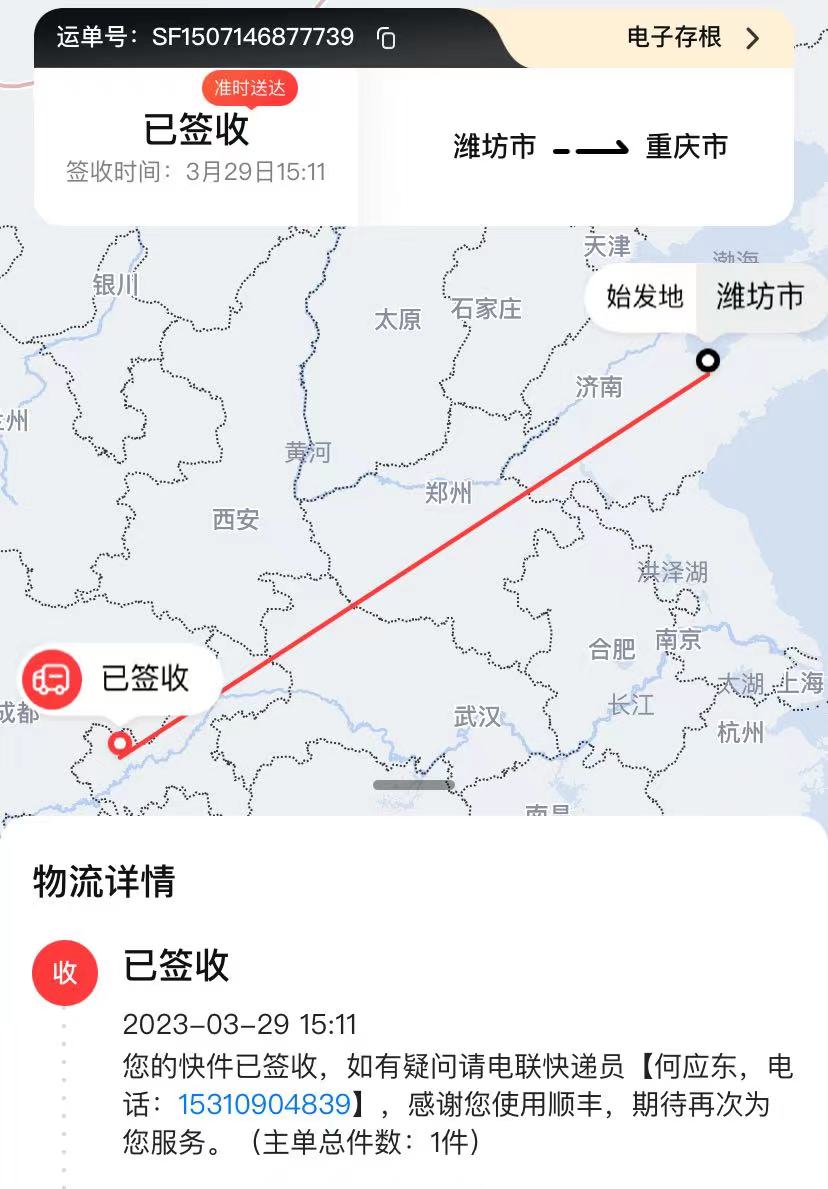 运单号：SF1507146877739
电子存根
准时送达
已签收
签收时间：3月29日15:11
潍坊市
重庆市
天津
渤海
银川
始发地
潍坊市
太原
石家庄
济南
兰州
黄河
郑州
西安
洪泽湖
合肥
南京
已签收
成都
太湖
上海
长江
武汉
杭州
南昌
物流详情
收
已签收
2023-03-29 15:11
您的快件已签收，如有疑问请电联快递员【何应东，电
话：15310904839】，感谢您使用顺丰，期待再次为
您服务。（主单总件数：1件）